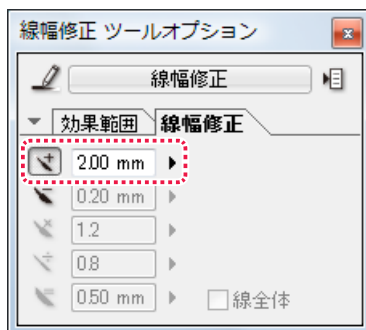 線幅修正 ツールオプション
線幅修正
効果範囲 線幅修正
2.00 mm
0.20 mm
1.2
0.8
0.50 mm 線全体